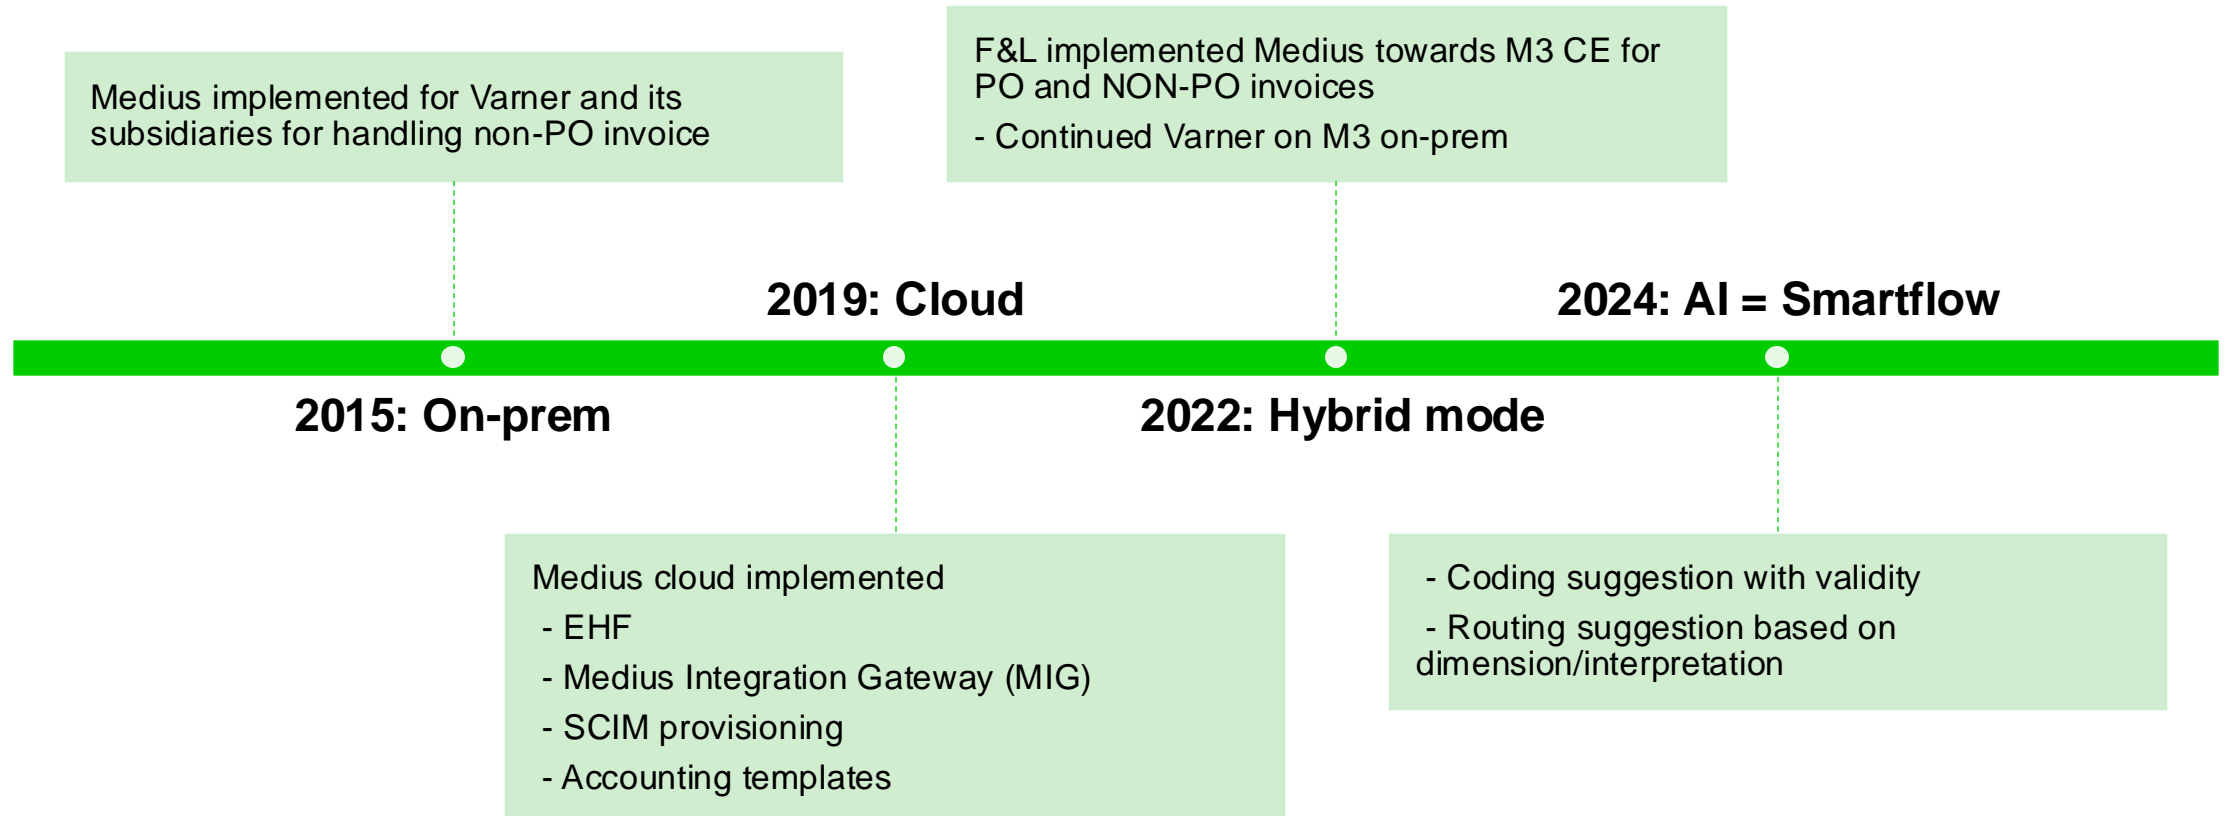 Medius implemented for Varner and its
subsidiaries for handling non-PO invoice
F&L implemented Medius towards M3 CE for
PO and NON-PO invoices
- Continued Varner on M3 on-prem
2019: Cloud
2024: AI = Smartflow
2015: On-prem
2022: Hybrid mode
Medius cloud implemented
- EHF
- Medius Integration Gateway (MIG)
- SCIM provisioning
- Accounting templates
- Coding suggestion with validity
- Routing suggestion based on
dimension/interpretation